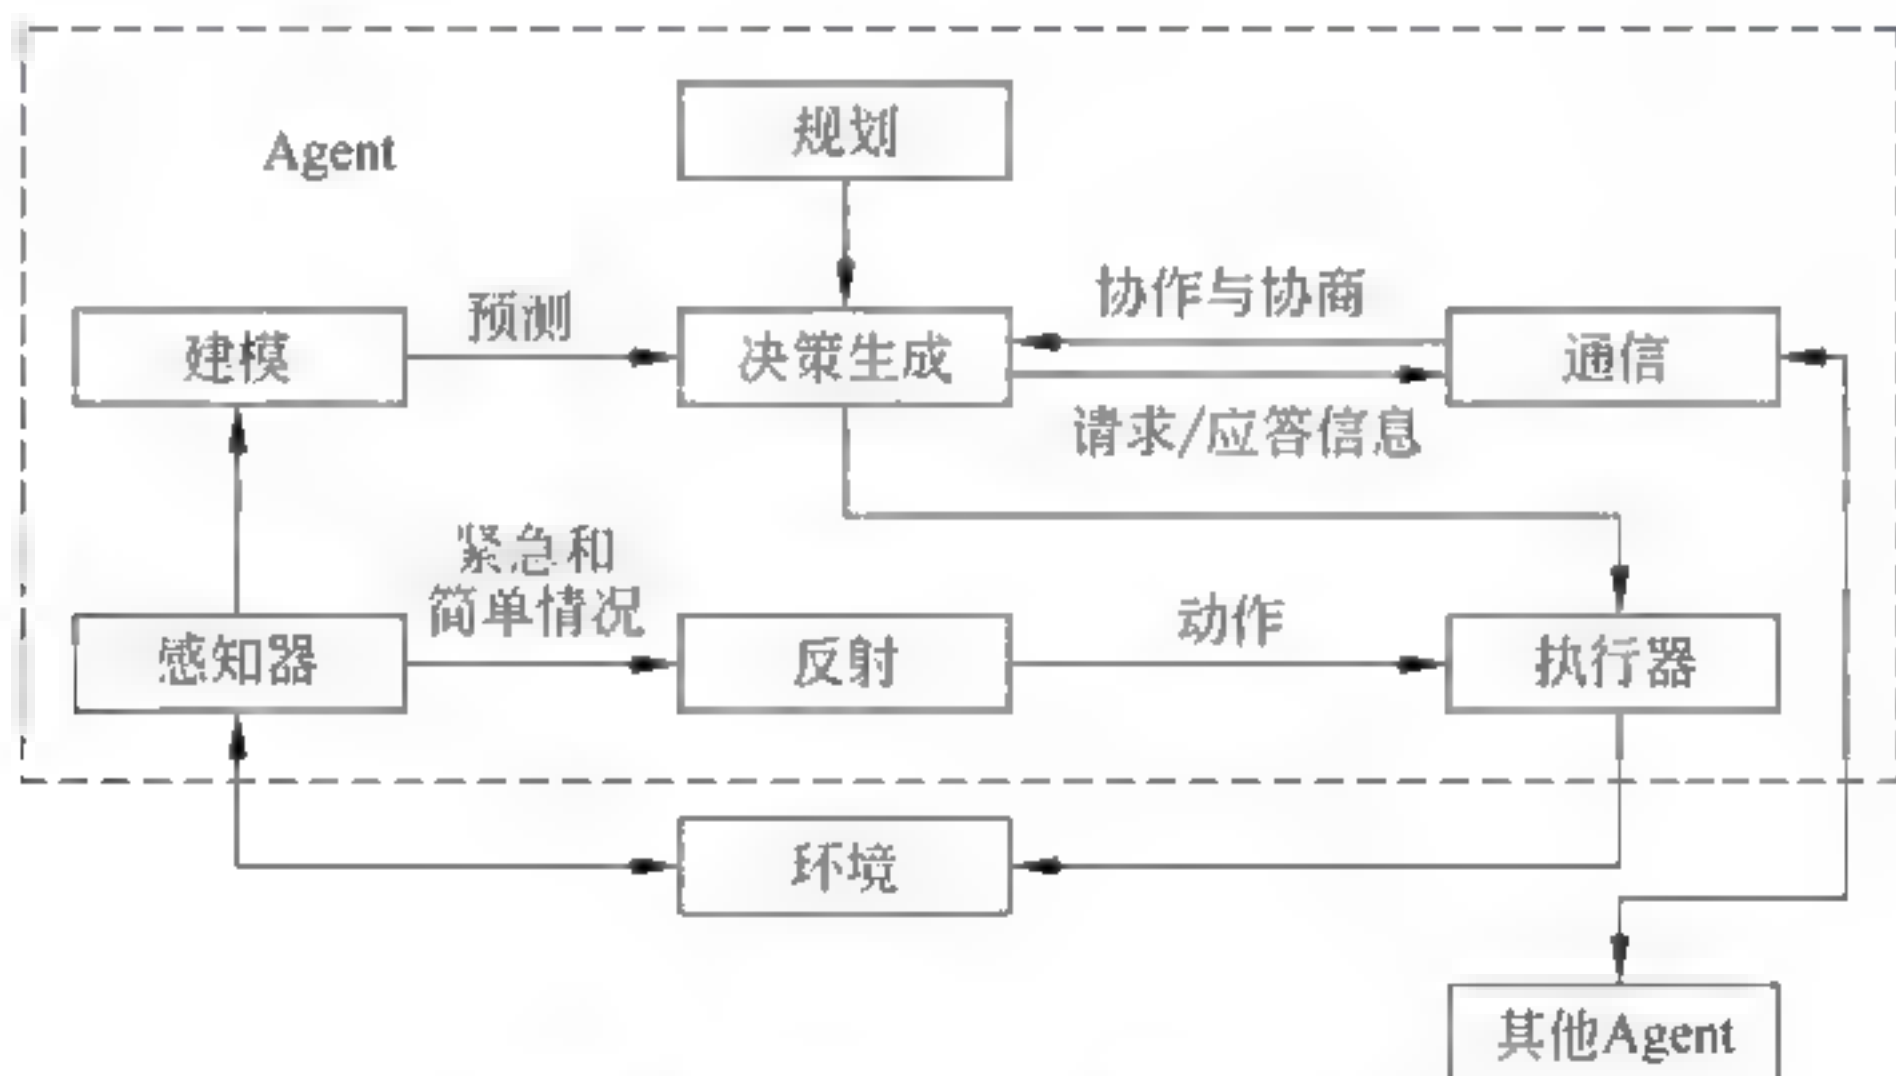 规划
Agent
协作与协商
预测
建模
决策生成
通信
请求/应答信息
紧急和
简单情况
动作
感知器
反射
执行器
环境
其他Agent